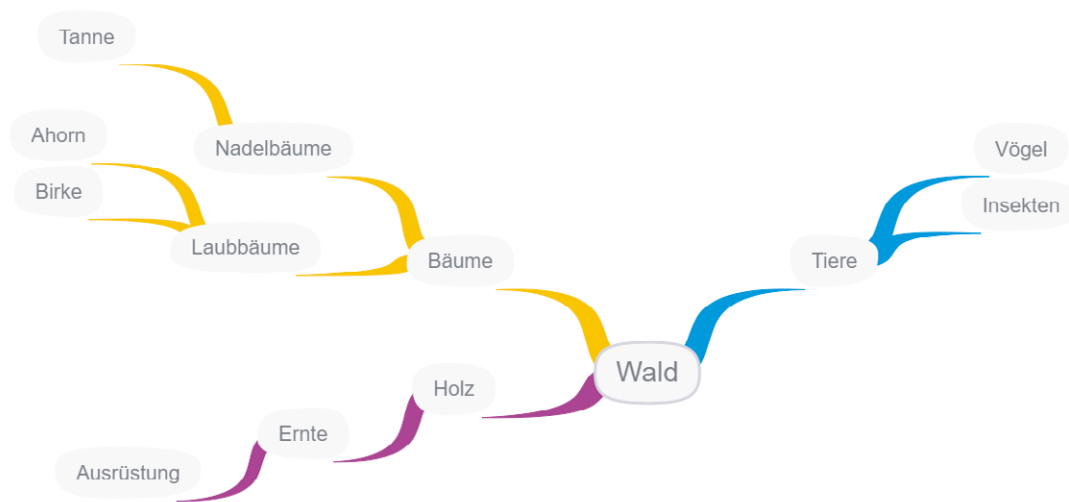 Tanne
Ahorn
Nadelbäume
Vögel
Birke
Insekten
Laubbäume
Bäume
Tiere
Wald
Holz
Ernte
Ausrüstung